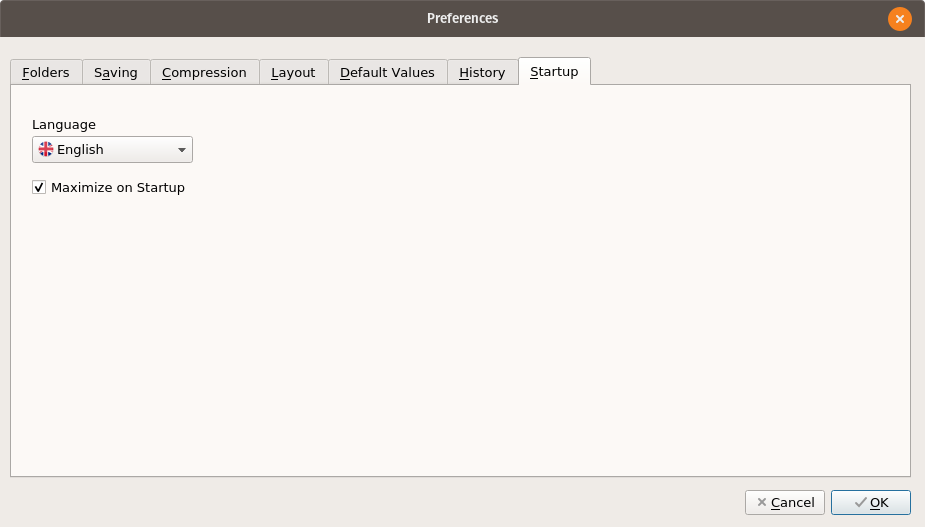 Preferences
Folders Saving Compression Layout Default Values History Startup
Language
English
Maximize on Startup
Cancel OK